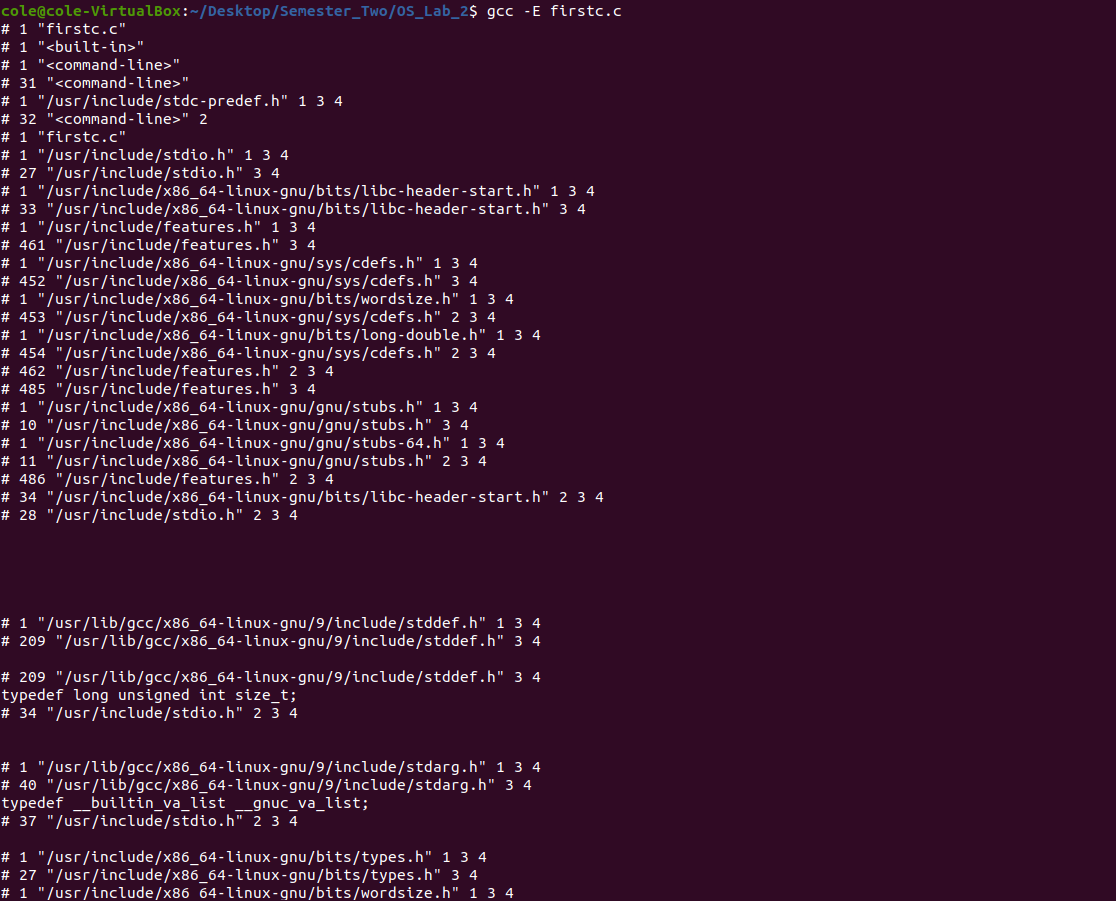 cole@cole-VirtualBox:~/Desktop/Semester_Two/OS_Lab_2$ gcc -E firstc.c
# 1 "firstc.c"
# 1 "<built-in>"
# 1 "<command-line>"
# 31 "<command-line>"
# 1 "/usr/include/stdc-predef.h" 1 3 4
# 32 "<command-line>" 2
# 1 "firstc.c"
# 1 "/usr/include/stdio.h" 1 3 4
# 27 "/usr/include/stdio.h" 3 4
# 1 "/usr/include/x86_64-linux-gnu/bits/libc-header-start.h" 1 3 4
# 33 "/usr/include/x86_64-linux-gnu/bits/libc-header-start.h" 3 4
# 1 "/usr/include/features.h" 1 3 4
# 461 "/usr/include/features.h" 3 4
# 1 "/usr/include/x86_64-linux-gnu/sys/cdefs.h" 1 3 4
# 452 "/usr/include/x86_64-linux-gnu/sys/cdefs.h" 3 4
# 1 "/usr/include/x86_64-linux-gnu/bits/wordsize.h" 1 3 4
# 453 "/usr/include/x86_64-linux-gnu/sys/cdefs.h" 2 3 4
# 1 "/usr/include/x86_64-linux-gnu/bits/long-double.h" 1 3 4
# 454 "/usr/include/x86_64-linux-gnu/sys/cdefs.h" 2 3 4
# 462 "/usr/include/features.h" 2 3 4
# 485 "/usr/include/features.h" 3 4
# 1 "/usr/include/x86_64-linux-gnu/gnu/stubs.h" 1 3 4
# 10 "/usr/include/x86_64-linux-gnu/gnu/stubs.h" 3 4
# 1 "/usr/include/x86_64-linux-gnu/gnu/stubs-64.h" 1 3 4
# 11 "/usr/include/x86_64-linux-gnu/gnu/stubs.h" 2 3 4
# 486 "/usr/include/features.h" 2 3 4
# 34 "/usr/include/x86_64-linux-gnu/bits/libc-header-start.h" 2 3 4
# 28 "/usr/include/stdio.h" 2 3 4
# 1 "/usr/lib/gcc/x86_64-linux-gnu/9/include/stddef.h" 1 3 4
# 209 "/usr/lib/gcc/x86_64-linux-gnu/9/include/stddef.h" 3 4
# 209 "/usr/lib/gcc/x86_64-linux-gnu/9/include/stddef.h" 3 4
typedef long unsigned int size_t;
# 34 "/usr/include/stdio.h" 2 3 4
# 1 "/usr/lib/gcc/x86_64-linux-gnu/9/include/stdarg.h" 1 3 4
# 40 "/usr/lib/gcc/x86_64-linux-gnu/9/include/stdarg.h" 3 4
typedef __builtin_va_list __gnuc_va_list;
# 37 "/usr/include/stdio.h" 2 3 4
# 1 "/usr/include/x86_64-linux-gnu/bits/types.h" 1 3 4
# 27 "/usr/include/x86_64-linux-gnu/bits/types.h" 3 4
# 1 "/usr/include/x86_64-linux-gnu/bits/wordsize.h" 1 3 4